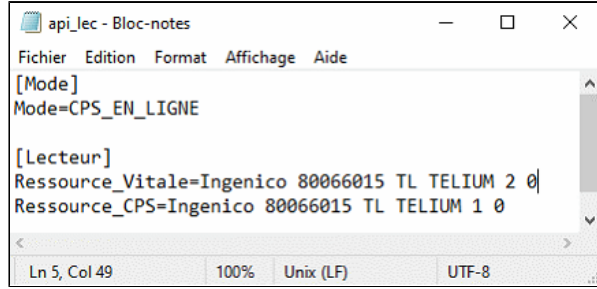 api_lec - Bloc-notes
Fichier Edition Format Affichage Aide
[Mode]
Mode=CPS_EN_LIGNE
[Lecteur]
Ressource_Vitale=Ingenico 80066015 TL TELIUM 2 0
Ressource_CPS=Ingenico 80066015 TL TELIUM 1 0
Ln 5, Col 49 100% Unix (LF) UTF-8